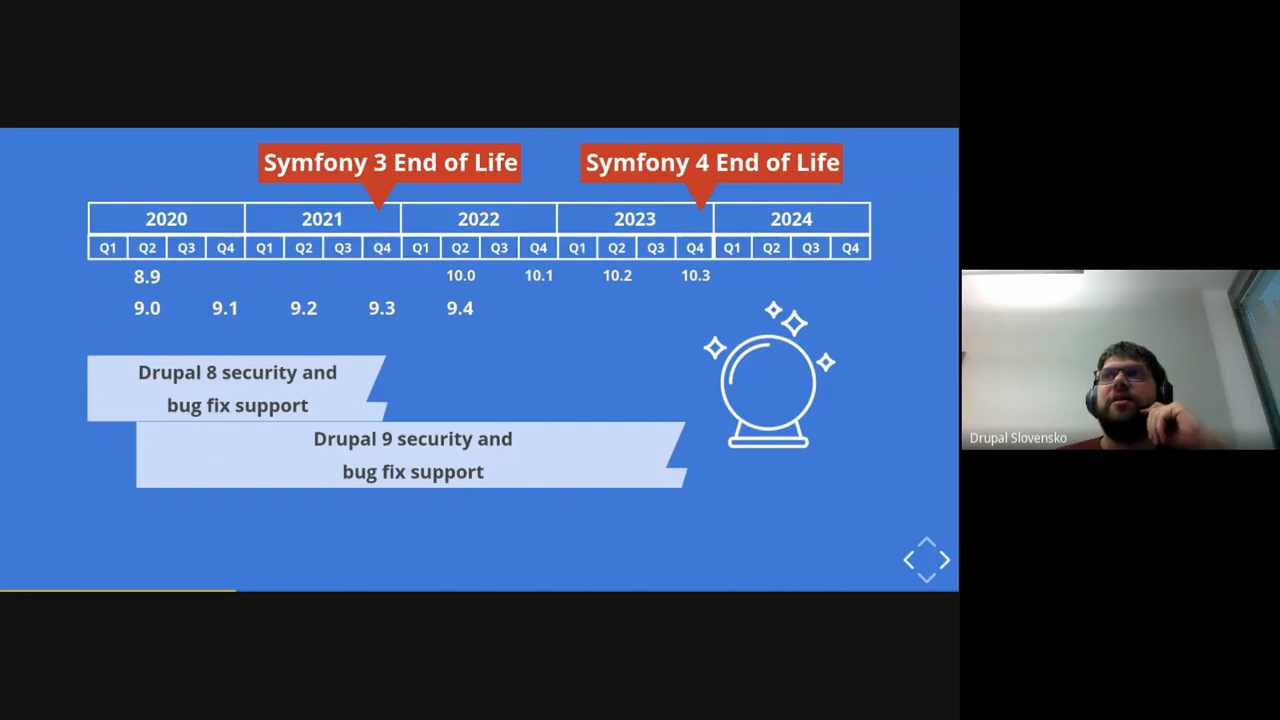 Symfony 3 End of Life Symfony 4 End of Life
2020 2021 2022 2023 2024
Q1 Q2 Q3 Q4 Q1 Q2 Q3 Q4 Q1 Q2 Q3 Q4 Q1 Q2 Q3 Q4 Q1 Q2 Q3 Q4
8.9 10.0 10.1 10.2 10.3
9.0 9.1 9.2 9.3 9.4
Drupal 8 security and
bug fix support
Drupal 9 security and
bug fix support
Drupal Slovensko